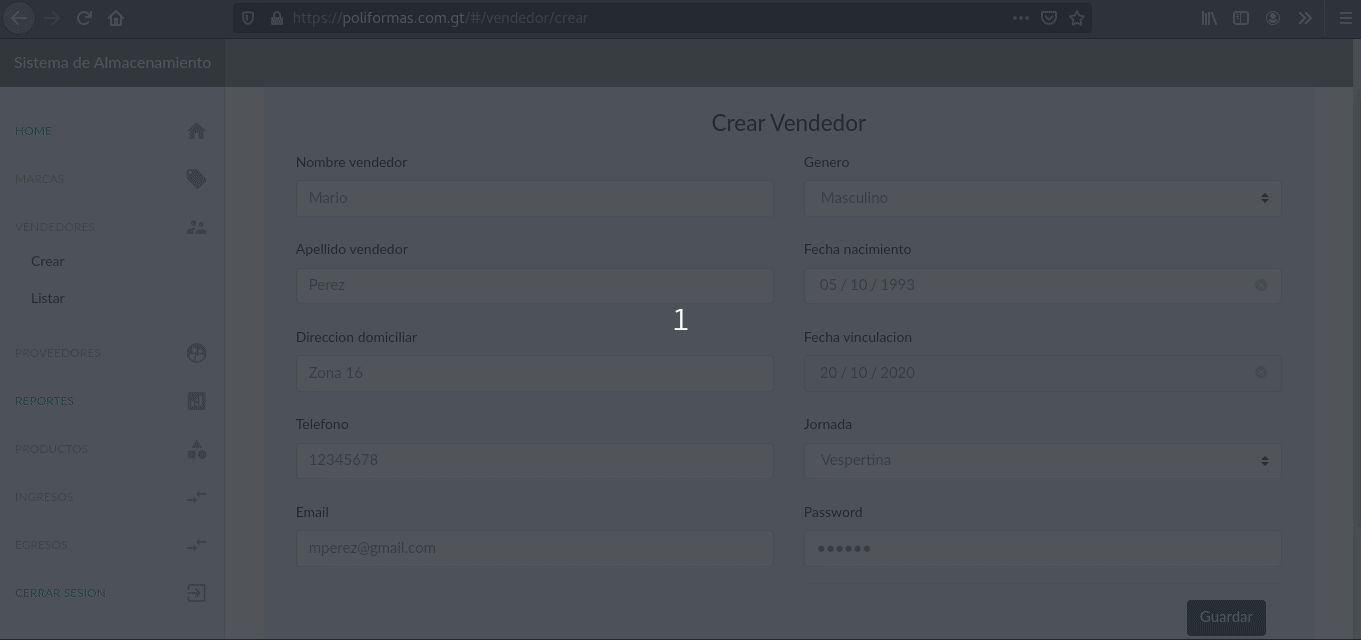 https://poliformas.com.gt/#/vendedor/crear
Sistema de Almacenamiento
HOME
MARCAS
VENDEDORES
Crear
Listar
PROVEEDORES
REPORTES
PRODUCTOS
INGRESOS
EGRESOS
CERRAR SESION
Crear Vendedor
Nombre vendedor
Mario
Genero
Masculino
Apellido vendedor
Perez
Fecha nacimiento
05 / 10 / 1993
1
Direccion domiciliar
Zona 16
Fecha vinculacion
20 / 10 / 2020
Telefono
12345678
Jornada
Vespertina
Email
mperez@gmail.com
Password
●●●●●●
Guardar